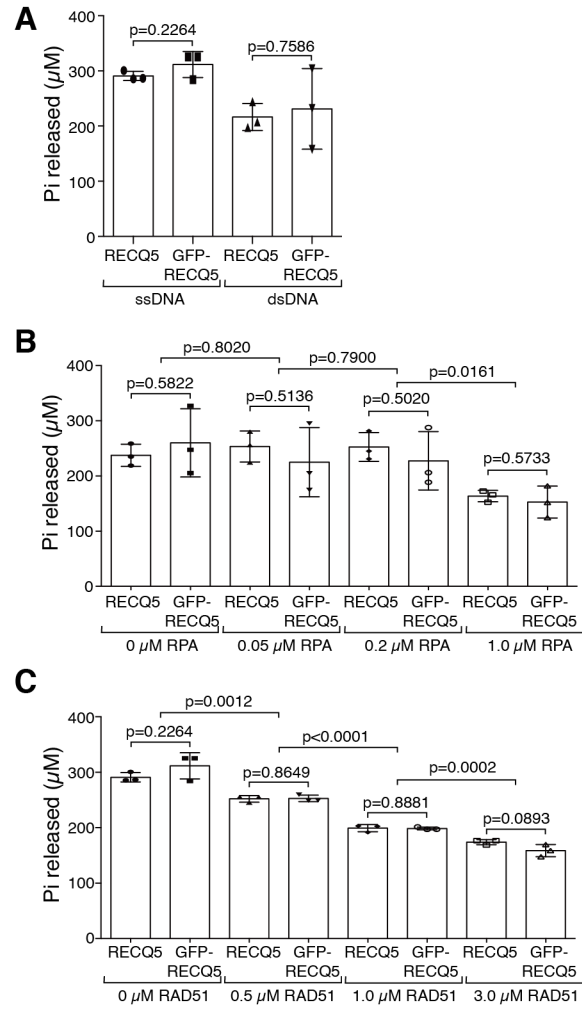 A
Pi released (µM)
400
300
200
100
0
p=0.2264
p=0.7586
RECQ5 GFP-RECQ5 RECQ5 GFP-RECQ5
ssDNA dsDNA
B
Pi released (µM)
400
300
200
100
0
p=0.8020
p=0.7900
p=0.0161
p=0.5822
p=0.5136
p=0.5020
p=0.5733
RECQ5 GFP-RECQ5 RECQ5 GFP-RECQ5 RECQ5 GFP-RECQ5 RECQ5 GFP-RECQ5
0 µM RPA 0.05 µM RPA 0.2 µM RPA 1.0 µM RPA
C
Pi released (µM)
400
300
200
100
0
p=0.0012
p<0.0001
p=0.0002
p=0.2264
p=0.8649
p=0.8881
p=0.0893
RECQ5 GFP-RECQ5 RECQ5 GFP-RECQ5 RECQ5 GFP-RECQ5 RECQ5 GFP-RECQ5
0 µM RAD51 0.5 µM RAD51 1.0 µM RAD51 3.0 µM RAD51